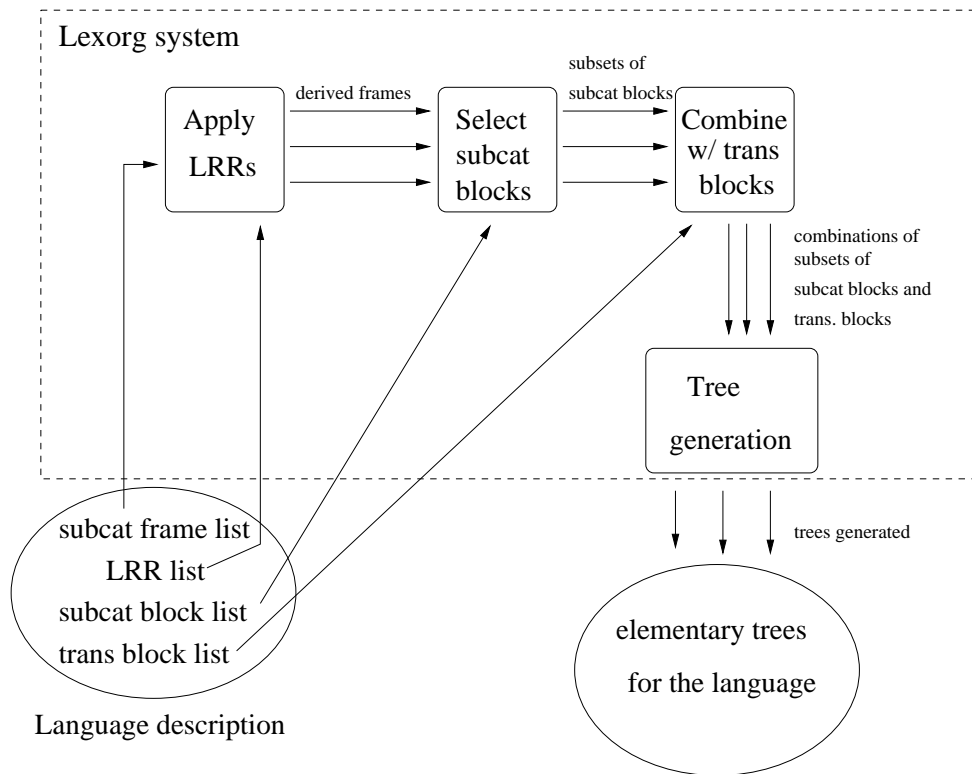 Lexorg system
Apply
LRRs
derived frames
Select
subcat
blocks
subsets of
subcat blocks
Combine
w/ trans
blocks
combinations of
subsets of
subcat blocks and
trans. blocks
Tree
generation
subcat frame list
LRR list
subcat block list
trans block list
Language description
trees generated
elementary trees
for the language